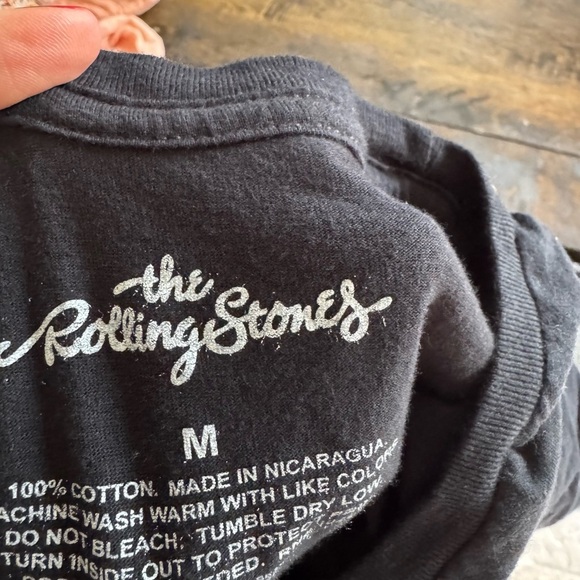 the
Rolling Stones
M
100% COTTON. MADE IN NICARAGUA.
MACHINE WASH WARM WITH LIKE COLORS
DO NOT BLEACH; TUMBLE DRY LOW.
TURN INSIDE OUT TO PROTECT